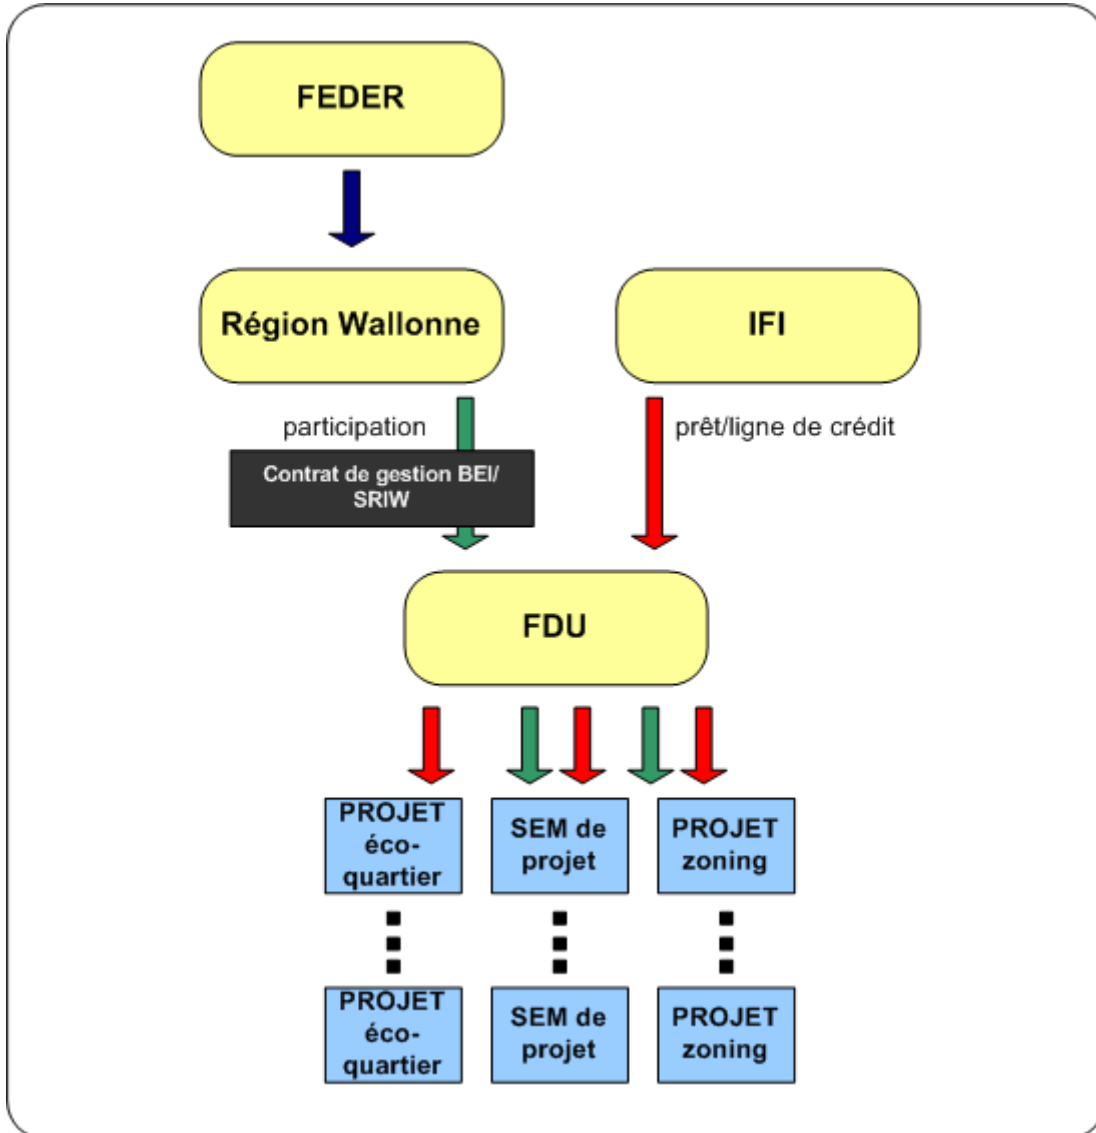 FEDER
Région Wallonne
IFI
participation
prêt/ligne de crédit
Contrat de gestion BEI/
SRIW
FDU
PROJET
éco-
quartier
SEM de
projet
PROJET
zoning
PROJET
éco-
quartier
SEM de
projet
PROJET
zoning